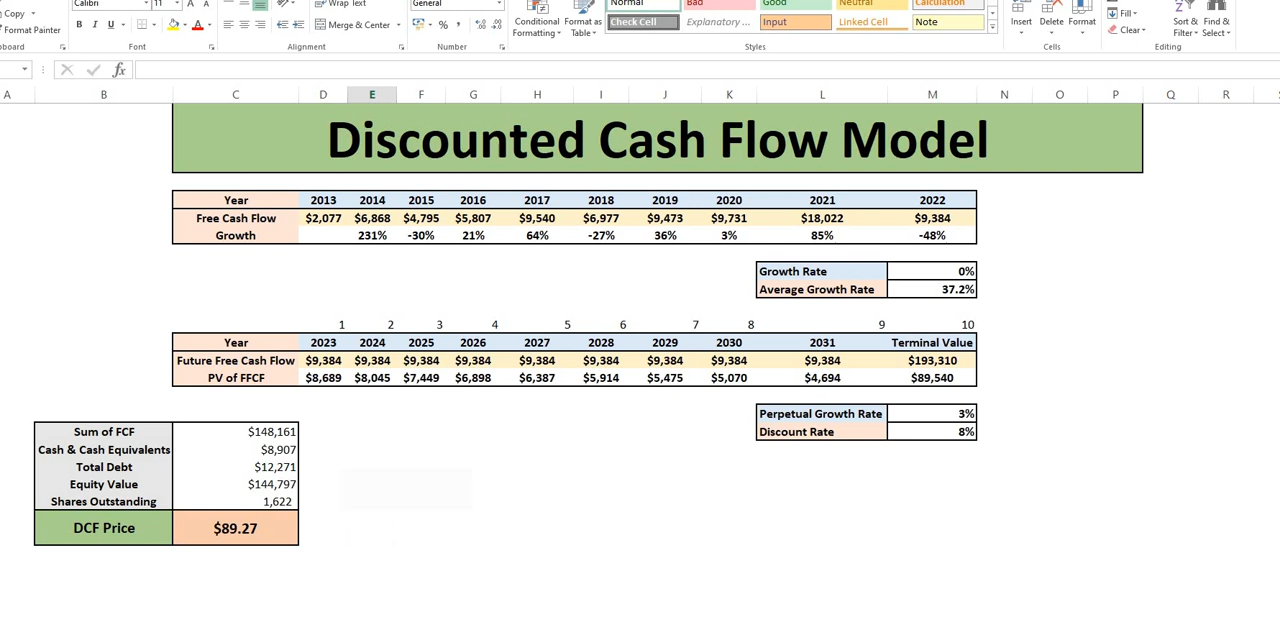 Copy Calibri 11 A A Wrap Text General Normal Bad Good Neutral Calculation
Format Painter B I U A Merge & Center $ % , Conditional Formatting Format as Table Check Cell Explanatory ... Input Linked Cell Note Insert Delete Format Fill Clear Sort & Filter Find & Select
board Font Alignment Number Styles Cells Editing
fx
A B C D E F G H I J K L M N O P Q R
Discounted Cash Flow Model
Year 2013 2014 2015 2016 2017 2018 2019 2020 2021 2022
Free Cash Flow $2,077 $6,868 $4,795 $5,807 $9,540 $6,977 $9,473 $9,731 $18,022 $9,384
Growth 231% -30% 21% 64% -27% 36% 3% 85% -48%
Growth Rate 0%
Average Growth Rate 37.2%
1 2 3 4 5 6 7 8 9 10
Year 2023 2024 2025 2026 2027 2028 2029 2030 2031 Terminal Value
Future Free Cash Flow $9,384 $9,384 $9,384 $9,384 $9,384 $9,384 $9,384 $9,384 $9,384 $193,310
PV of FFCF $8,689 $8,045 $7,449 $6,898 $6,387 $5,914 $5,475 $5,070 $4,694 $89,540
Perpetual Growth Rate 3%
Discount Rate 8%
Sum of FCF $148,161
Cash & Cash Equivalents $8,907
Total Debt $12,271
Equity Value $144,797
Shares Outstanding 1,622
DCF Price $89.27